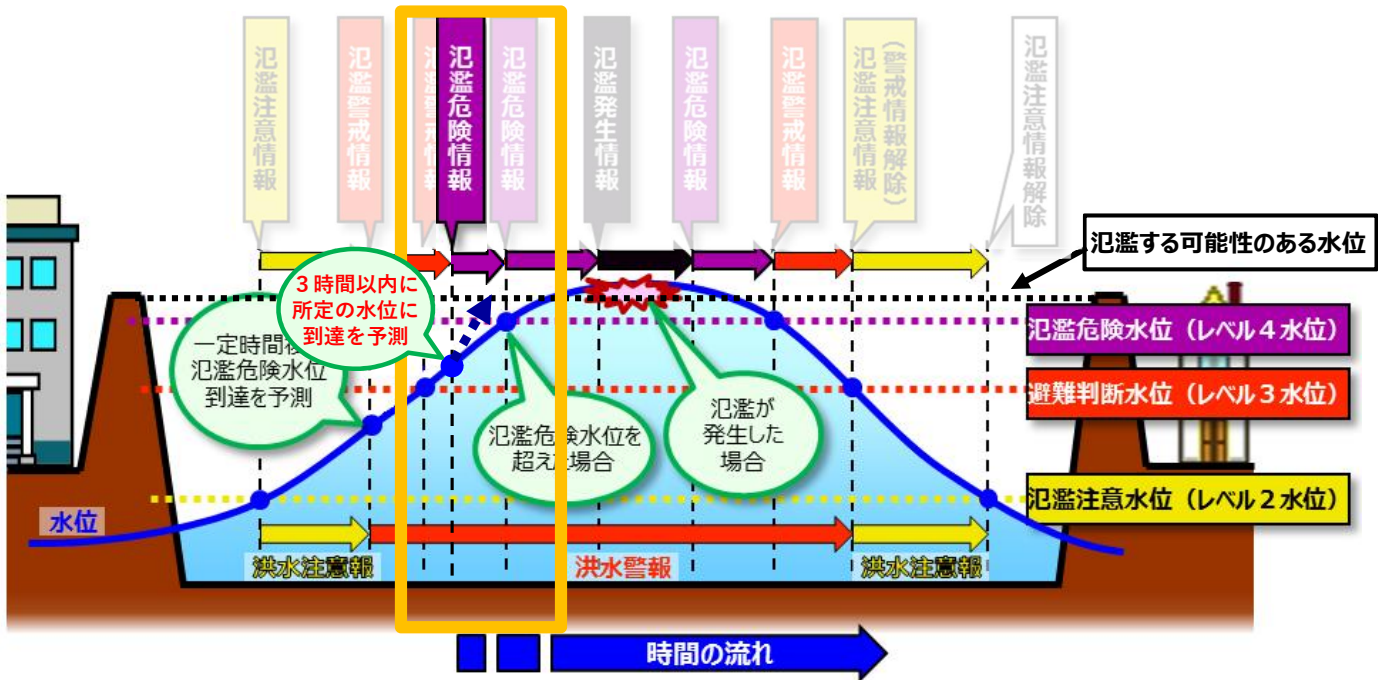 氾濫注意情報
氾濫警戒情報
氾濫警戒情報
氾濫危険情報
氾濫危険情報
氾濫発生情報
氾濫危険情報
氾濫警戒情報
(警戒情報解除)
氾濫注意情報
氾濫注意情報解除
氾濫する可能性のある水位
3時間以内に
所定の水位に
到達を予測
一定時間後
氾濫危険水位
到達を予測
氾濫危険水位を
超えた場合
氾濫が
発生した
場合
氾濫危険水位(レベル4水位)
避難判断水位(レベル3水位)
氾濫注意水位(レベル2水位)
水位
洪水注意報
洪水警報
洪水注意報
時間の流れ